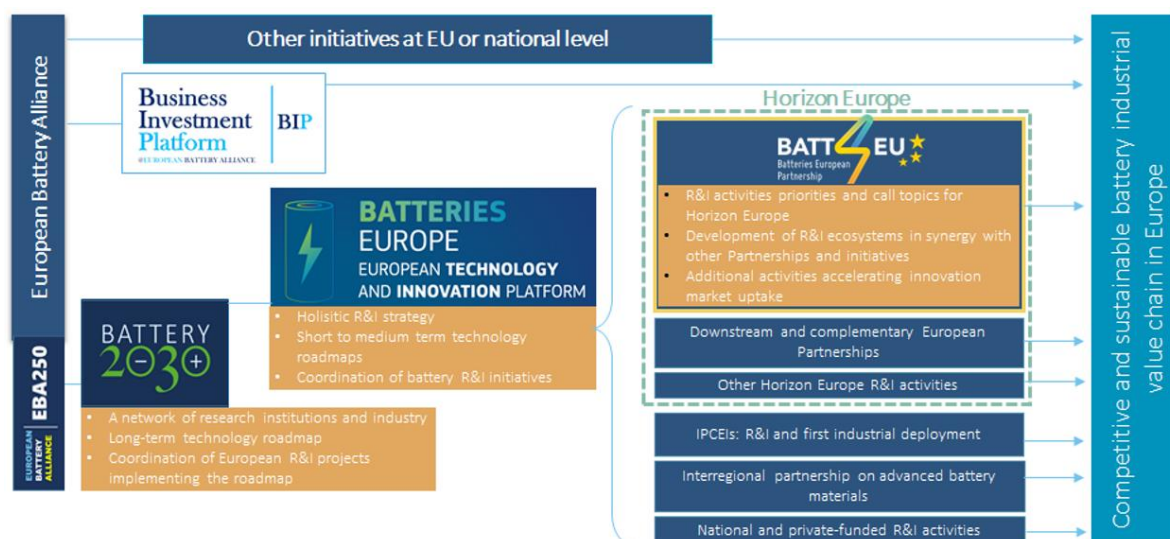 European Battery Alliance
EUROPEAN
BATTERY
ALLIANCE
EBA250
Other initiatives at EU or national level
Business
Investment
Platform
BIP
#EUROPEAN BATTERY ALLIANCE
BATTERY
2030+
• A network of research institutions and industry
• Long-term technology roadmap
• Coordination of European R&I projects
implementing the roadmap
BATTERIES
EUROPE
EUROPEAN TECHNOLOGY
AND INNOVATION PLATFORM
• Holisitic R&I strategy
• Short to medium term technology
roadmaps
• Coordination of battery R&I initiatives
Horizon Europe
BATT4EU
Batteries European
Partnership
• R&I activities priorities and call topics for
Horizon Europe
• Development of R&I ecosystems in synergy with
other Partnerships and initiatives
• Additional activities accelerating innovation
market uptake
Downstream and complementary European
Partnerships
Other Horizon Europe R&I activities
IPCEIs: R&I and first industrial deployment
Interregional partnership on advanced battery
materials
National and private-funded R&I activities
Competitive and sustainable battery industrial
value chain in Europe